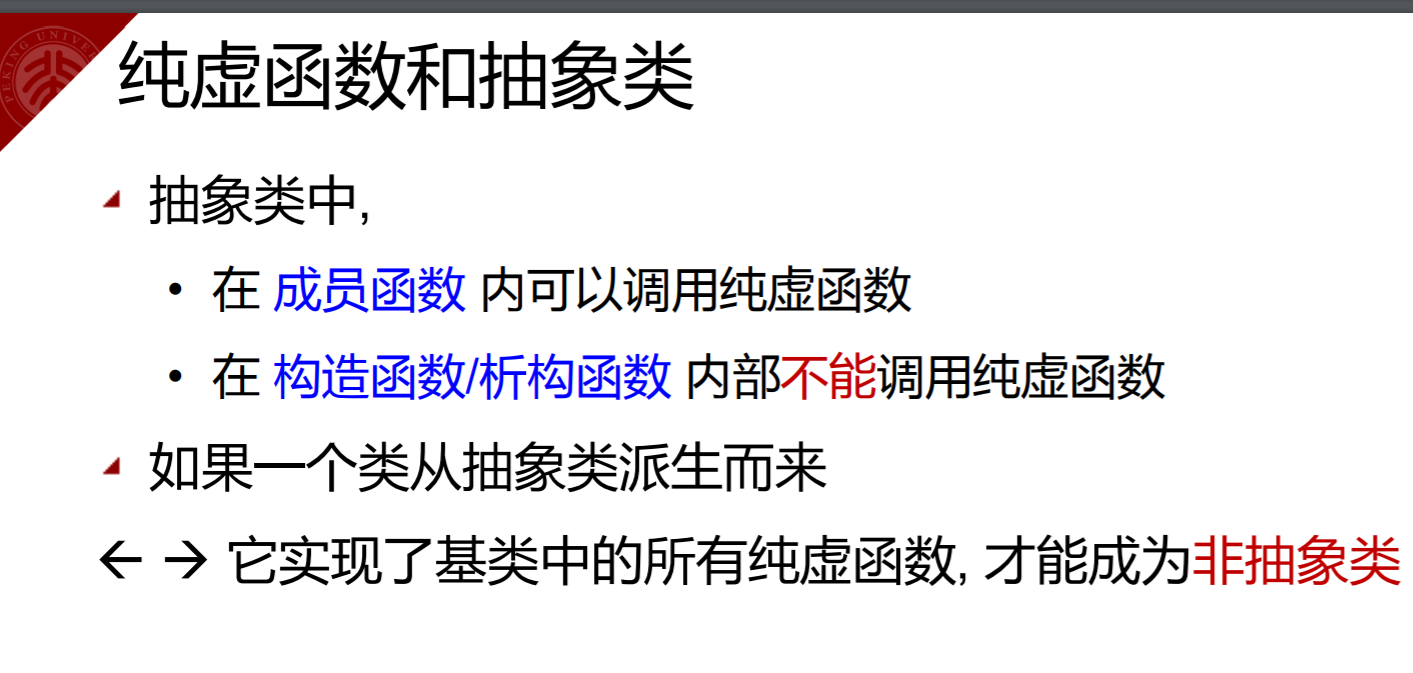 PEKING UNIVER
纯虚函数和抽象类
抽象类中,
• 在 成员函数 内可以调用纯虚函数
• 在 构造函数/析构函数 内部不能调用纯虚函数
如果一个类从抽象类派生而来
← → 它实现了基类中的所有纯虚函数, 才能成为非抽象类